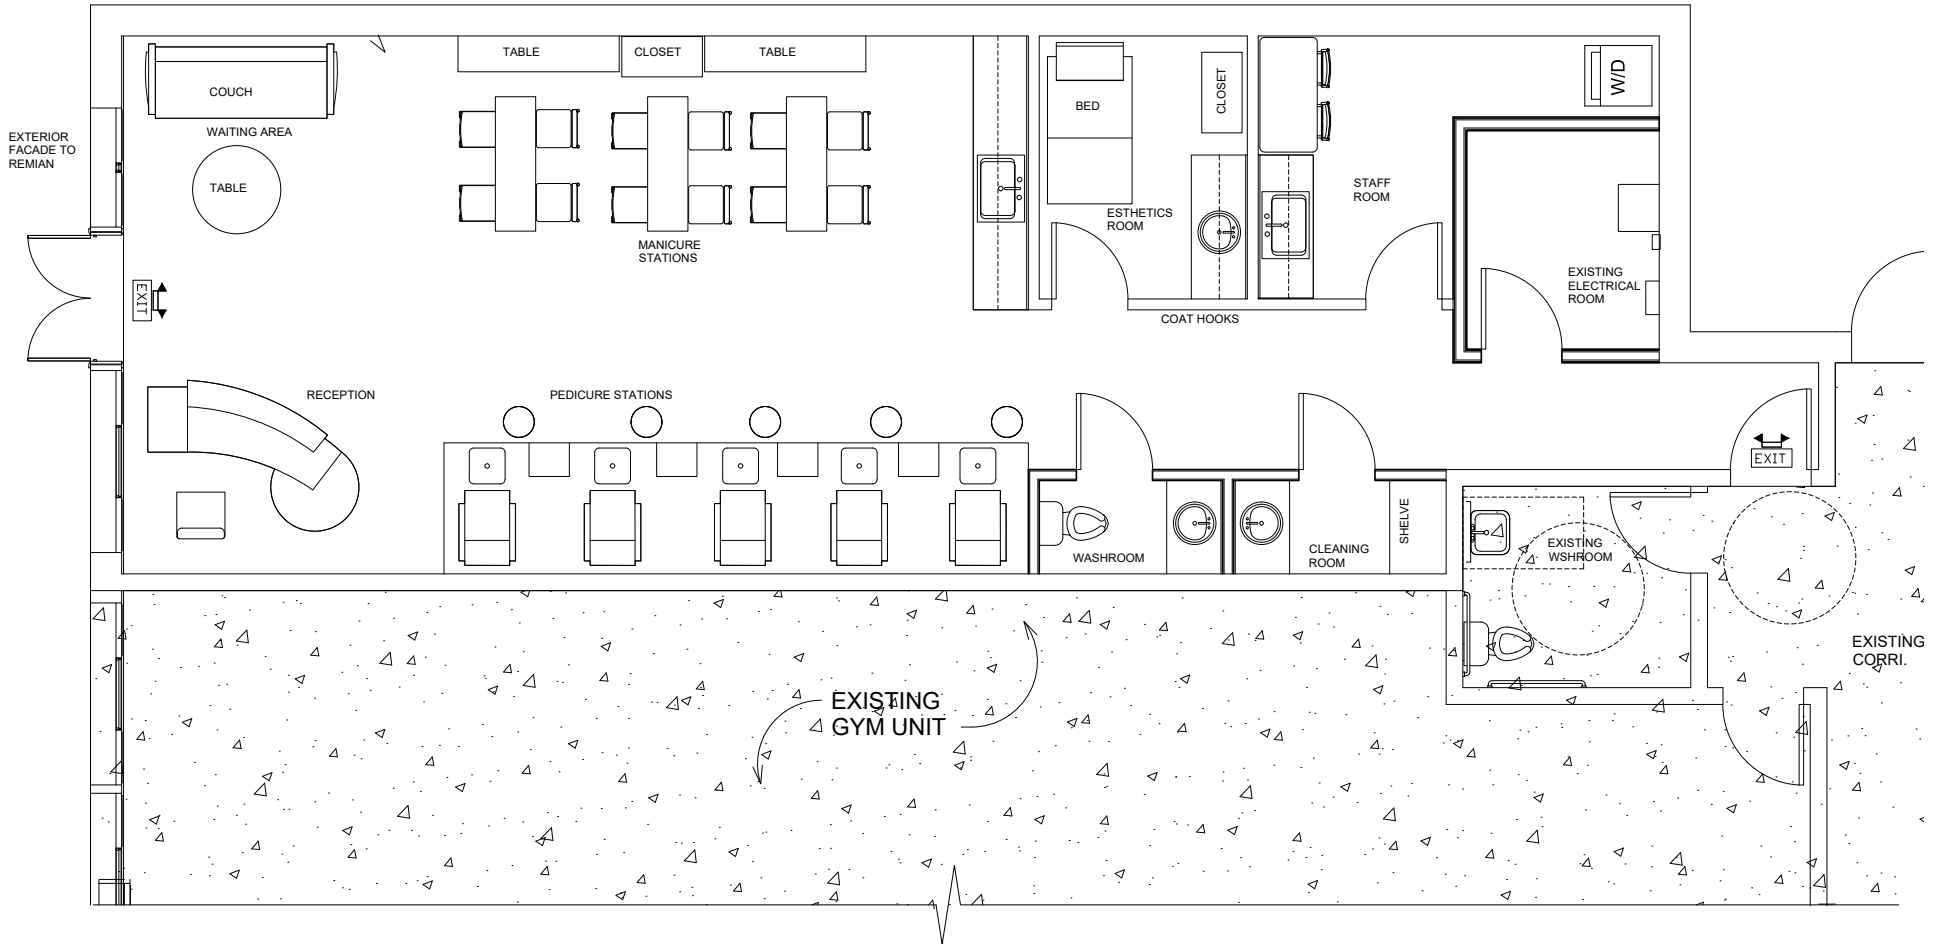 TABLE
CLOSET
TABLE
COUCH
WAITING AREA
TABLE
EXTERIOR
FACADE TO
REMIAN
EXIT
MANICURE
STATIONS
BED
CLOSET
ESTHETICS
ROOM
W/D
STAFF
ROOM
EXISTING
ELECTRICAL
ROOM
COAT HOOKS
RECEPTION
PEDICURE STATIONS
EXIT
WASHROOM
CLEANING
ROOM
SHELVE
EXISTING
WSHROOM
EXISTING
CORRI.
EXISTING
GYM UNIT